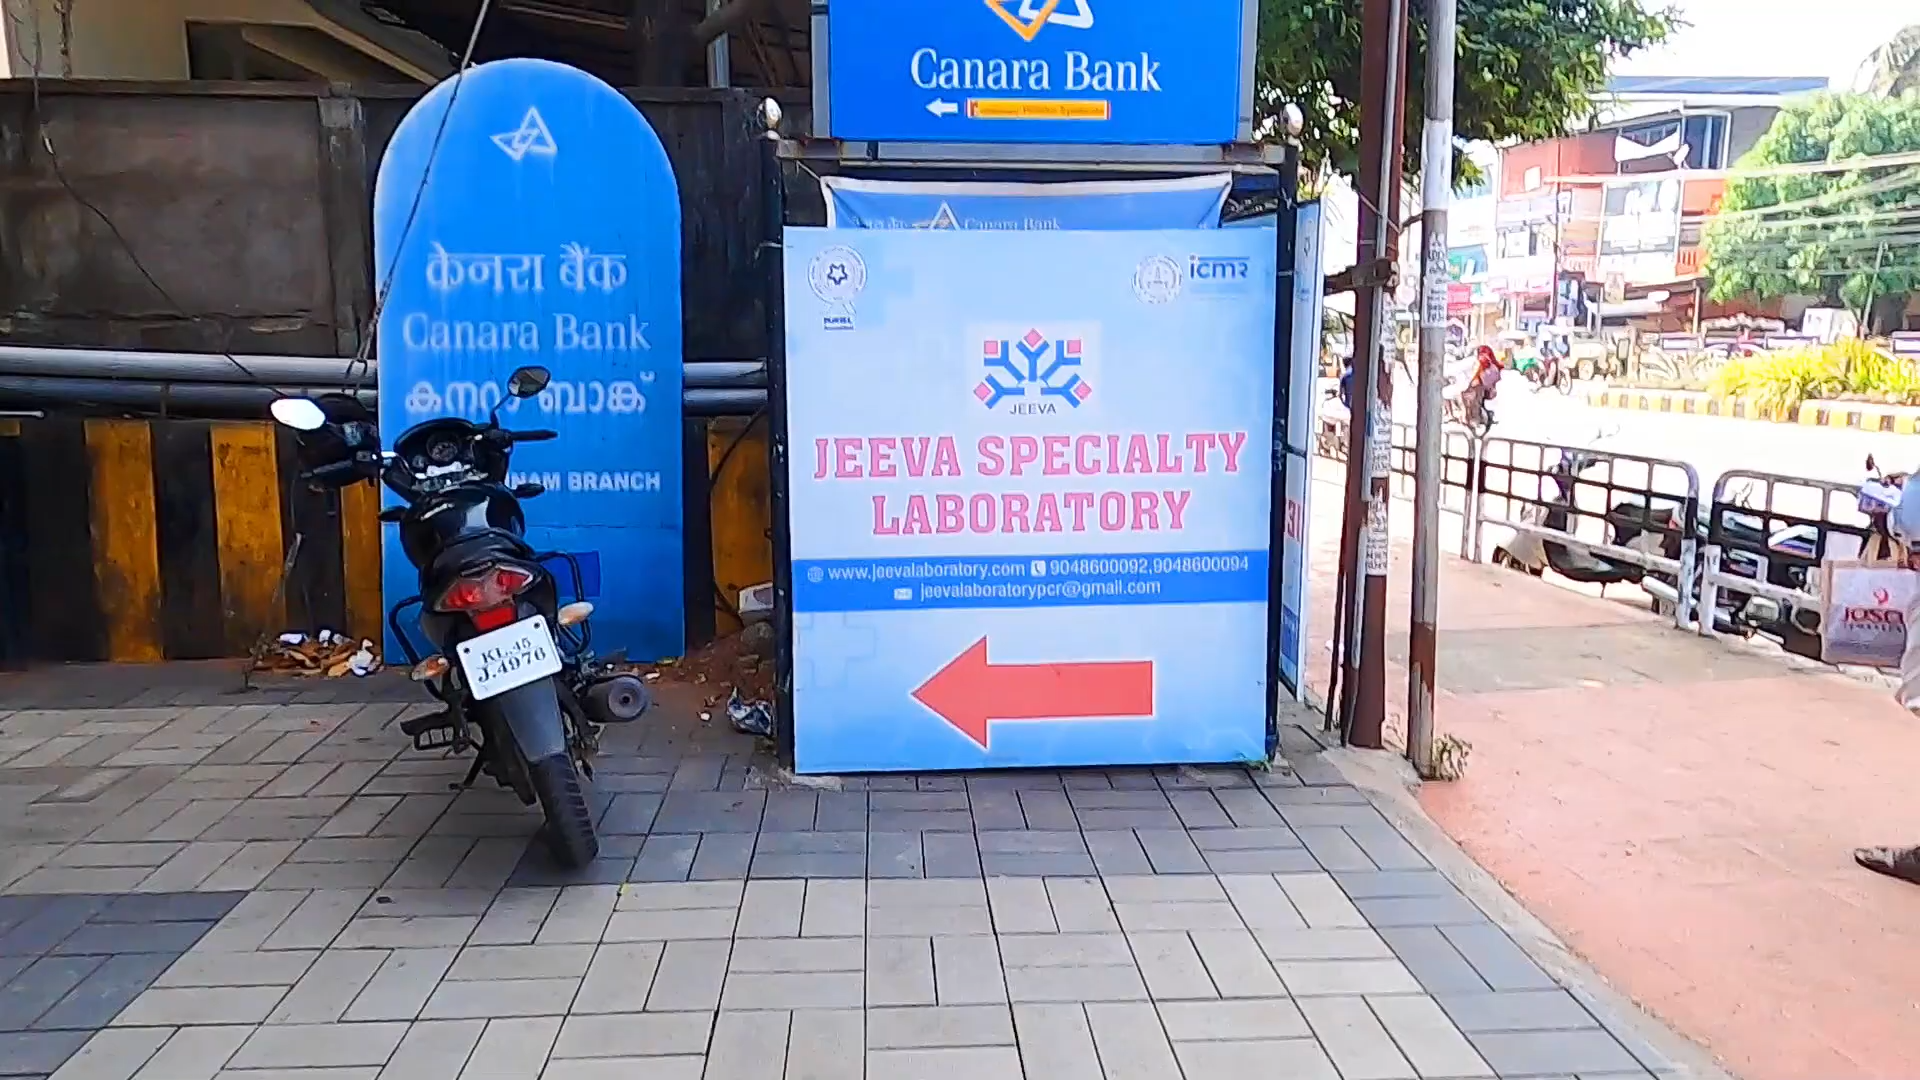 Canara Bank
केनरा बैंक
Canara Bank
കനറാ ബാങ്ക്
NAM BRANCH
Canara Bank
icmr
JEEVA
JEEVA SPECIALTY
LABORATORY
www.jeevalaboratory.com 9048600092,9048600094
jeevalaboratorypcr@gmail.com
KL.45
J.4976